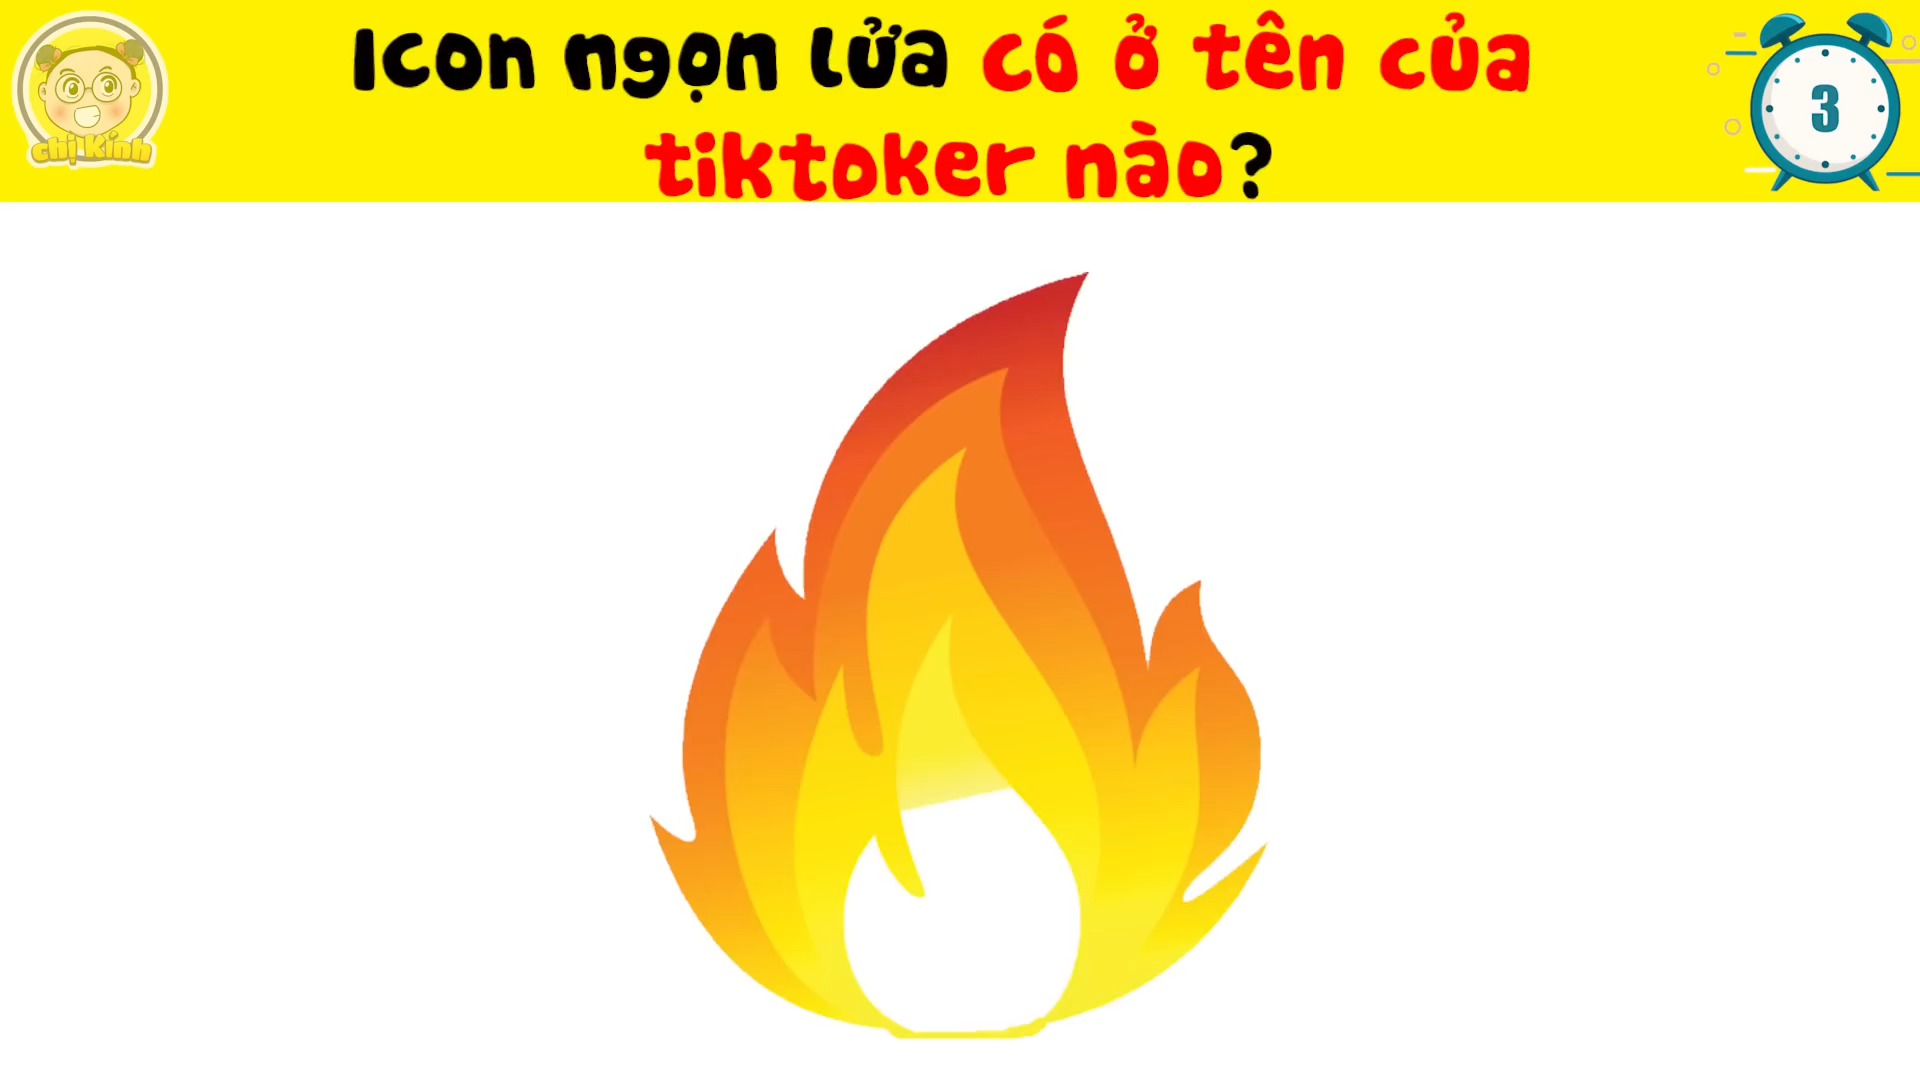 Icon ngọn lửa có ở tên của
tiktoker nào?
3
chị Kính